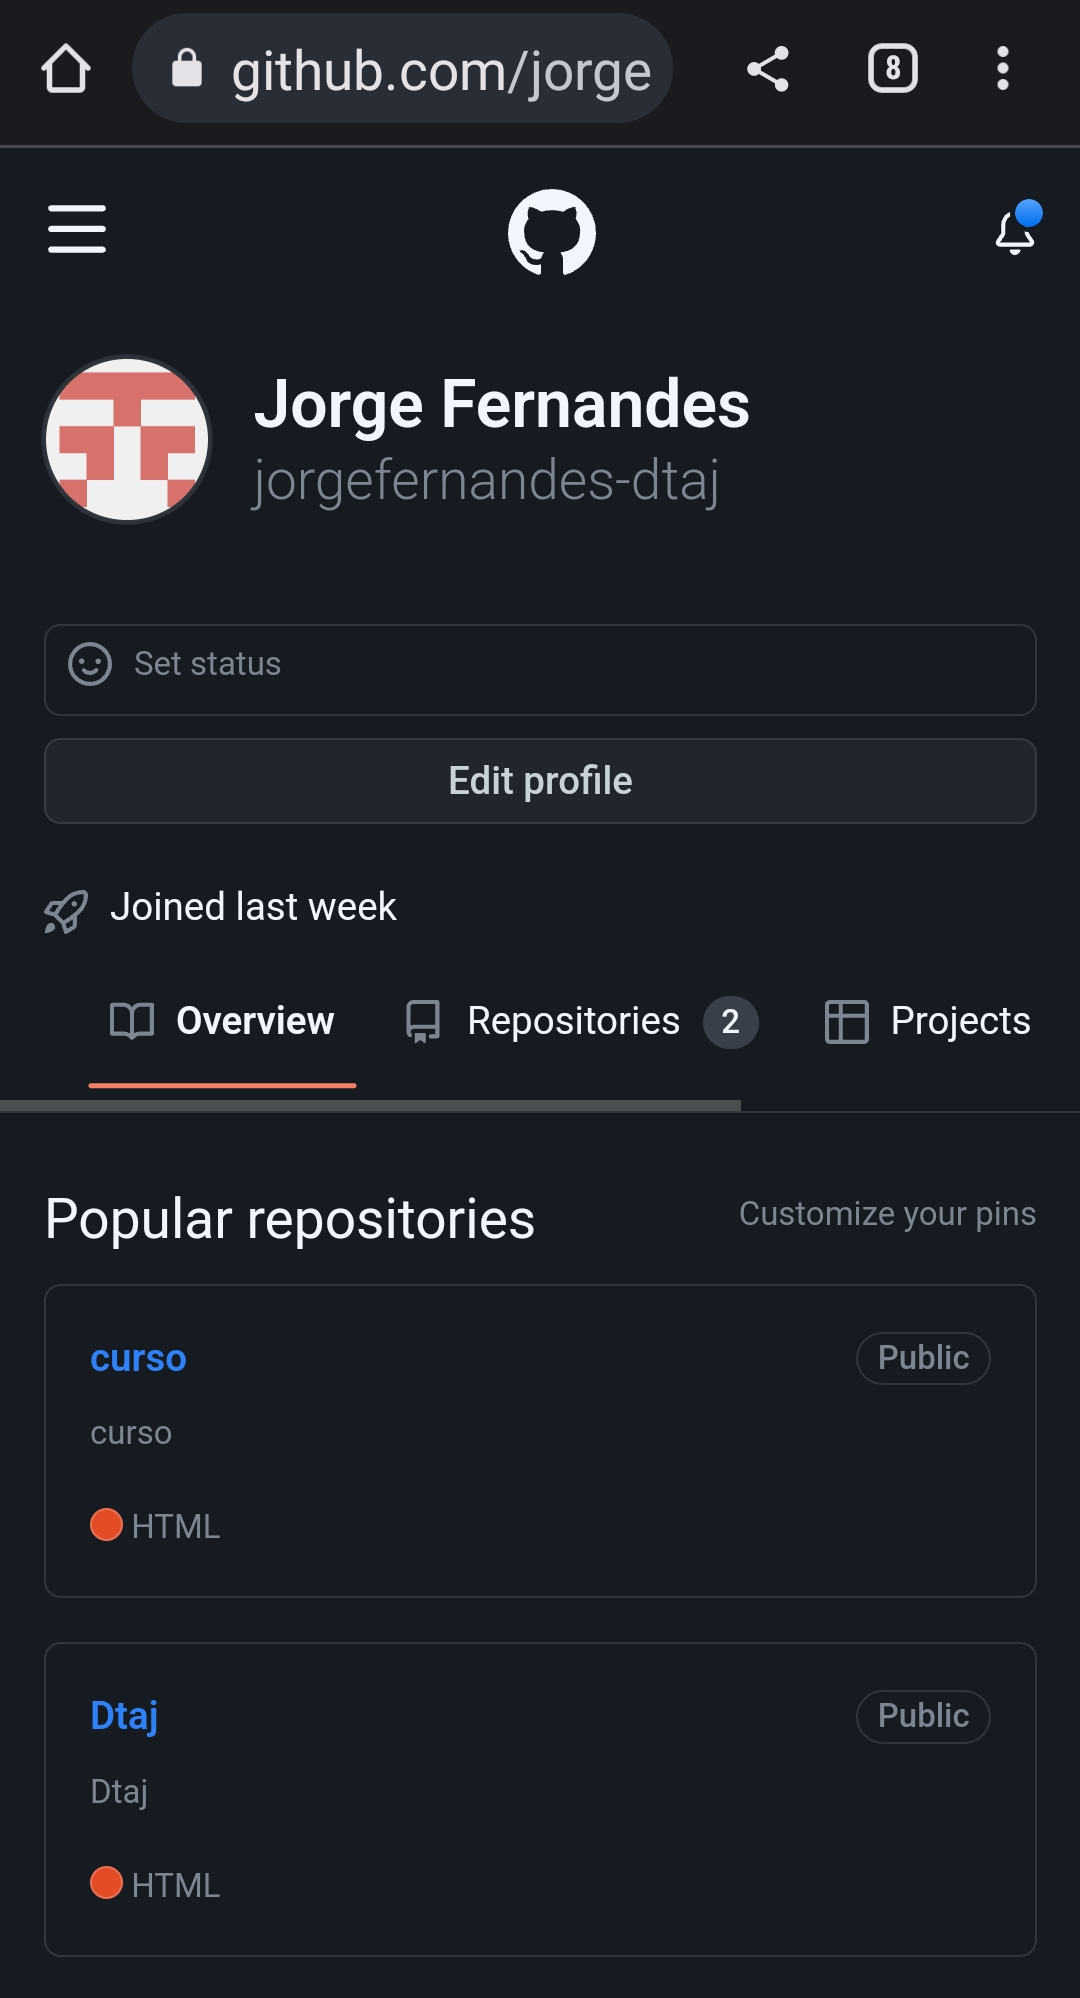 github.com/jorge
8
Jorge Fernandes
jorgefernandes-dtaj
Set status
Edit profile
Joined last week
Overview Repositories 2 Projects
Popular repositories Customize your pins
curso Public
curso
HTML
Dtaj Public
Dtaj
HTML